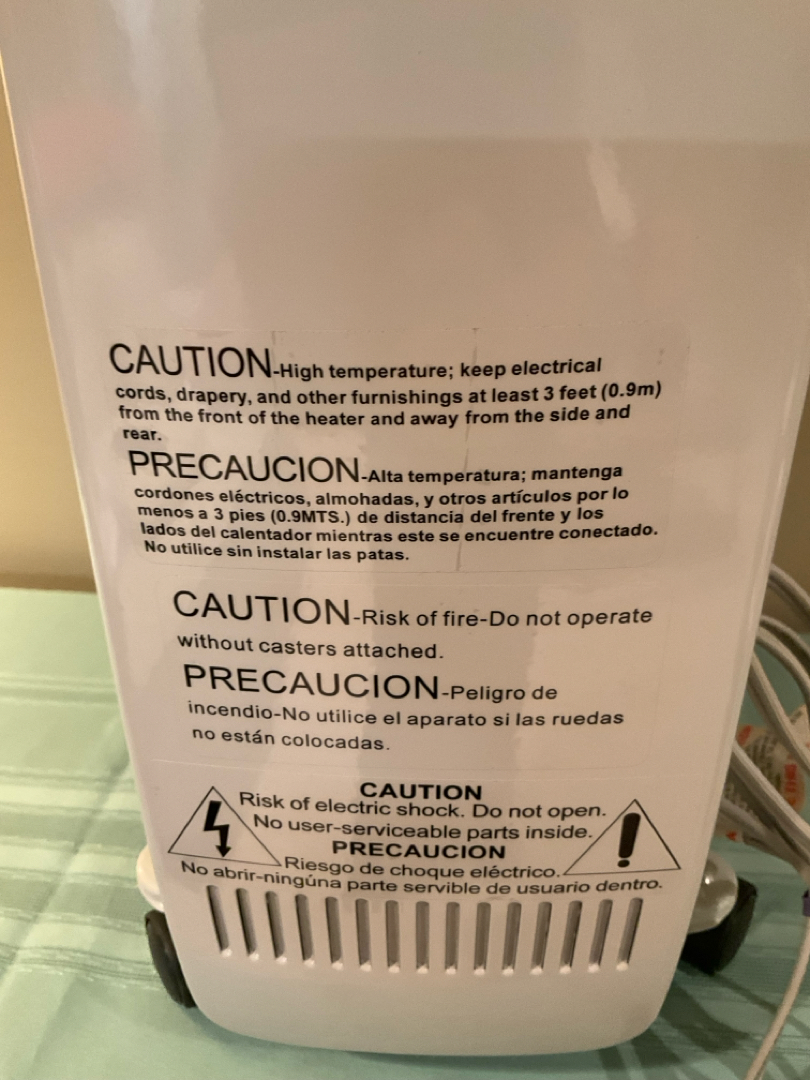 CAUTION-High temperature; keep electrical
cords, drapery, and other furnishings at least 3 feet (0.9m)
from the front of the heater and away from the side and
rear.
PRECAUCION-Alta temperatura; mantenga
cordones eléctricos, almohadas, y otros artículos por lo
menos a 3 pies (0.9MTS.) de distancia del frente y los
lados del calentador mientras este se encuentre conectado.
No utilice sin instalar las patas.
CAUTION-Risk of fire-Do not operate
without casters attached.
PRECAUCION-Peligro de
incendio-No utilice el aparato si las ruedas
no están colocadas.
CAUTION
Risk of electric shock. Do not open.
No user-serviceable parts inside.
PRECAUCION
Riesgo de choque eléctrico.
No abrir-ningúna parte servible de usuario dentro.